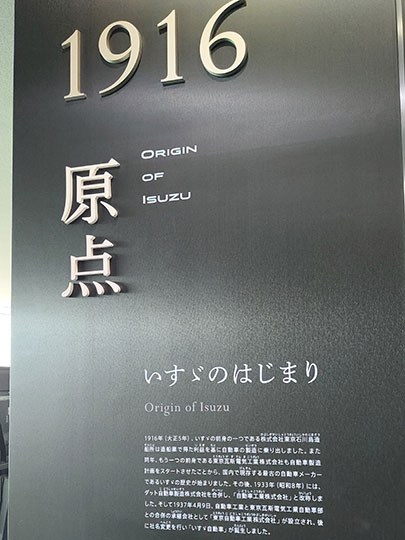 1916
原点
ORIGIN
OF
ISUZU
いすゞのはじまり
Origin of Isuzu
1916年（大正5年）、いすゞの前身の一つである株式会社東京石川島造
船所は造船業で得た利益を基に自動車の製造に乗り出しました。また
同年、もう一つの前身である東京瓦斯電気工業株式会社も自動車製造
計画をスタートさせたことから、国内で現存する最古の自動車メーカー
であるいすゞの歴史が始まりました。その後、1933年（昭和8年）には、
ダット自動車製造株式会社を合併し、「自動車工業株式会社」と改称しま
した。そして1937年4月9日、自動車工業と東京瓦斯電気工業自動車部
との合併の承継会社として「東京自動車工業株式会社」が設立され、後
に社名変更を行い「いすゞ自動車」が誕生しました。